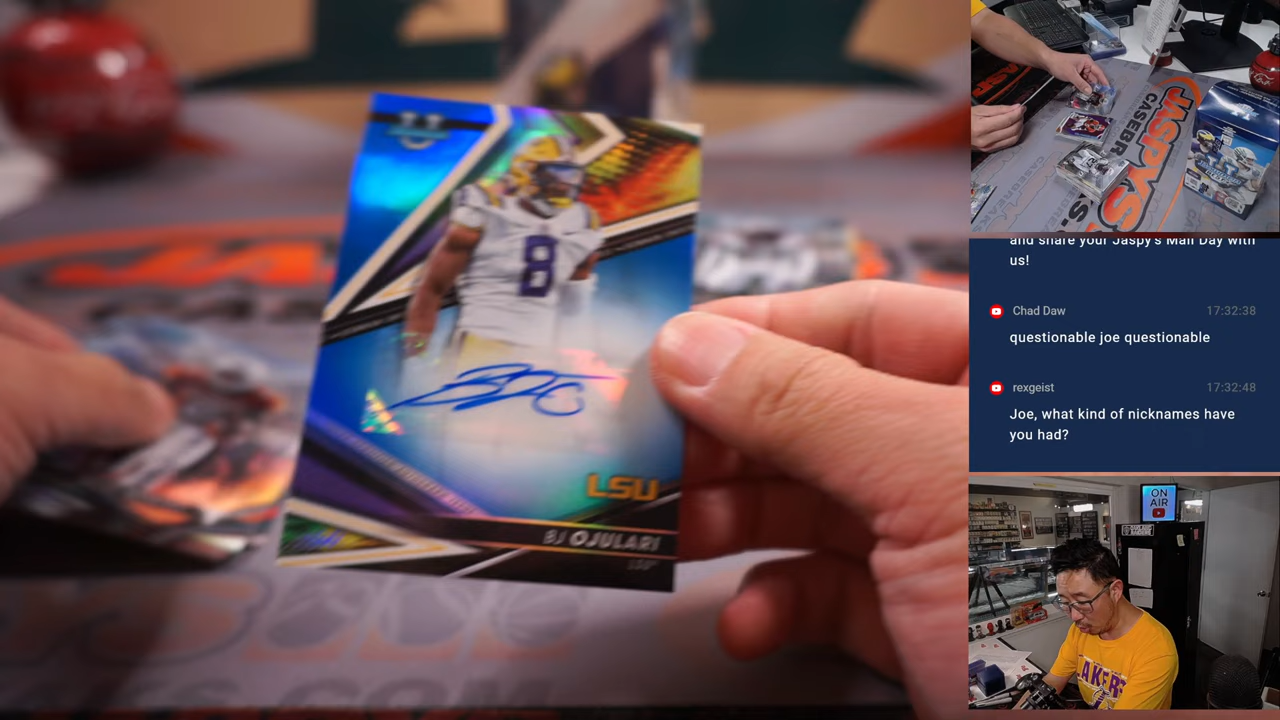 8
LSU
BJ OJULARI
JASPYS
CASEBREAKS
and share your Jaspy's Mail Day with
us!
Chad Daw
17:32:38
questionable joe questionable
rexgeist
17:32:48
Joe, what kind of nicknames have
you had?
ON
AIR
LAKERS